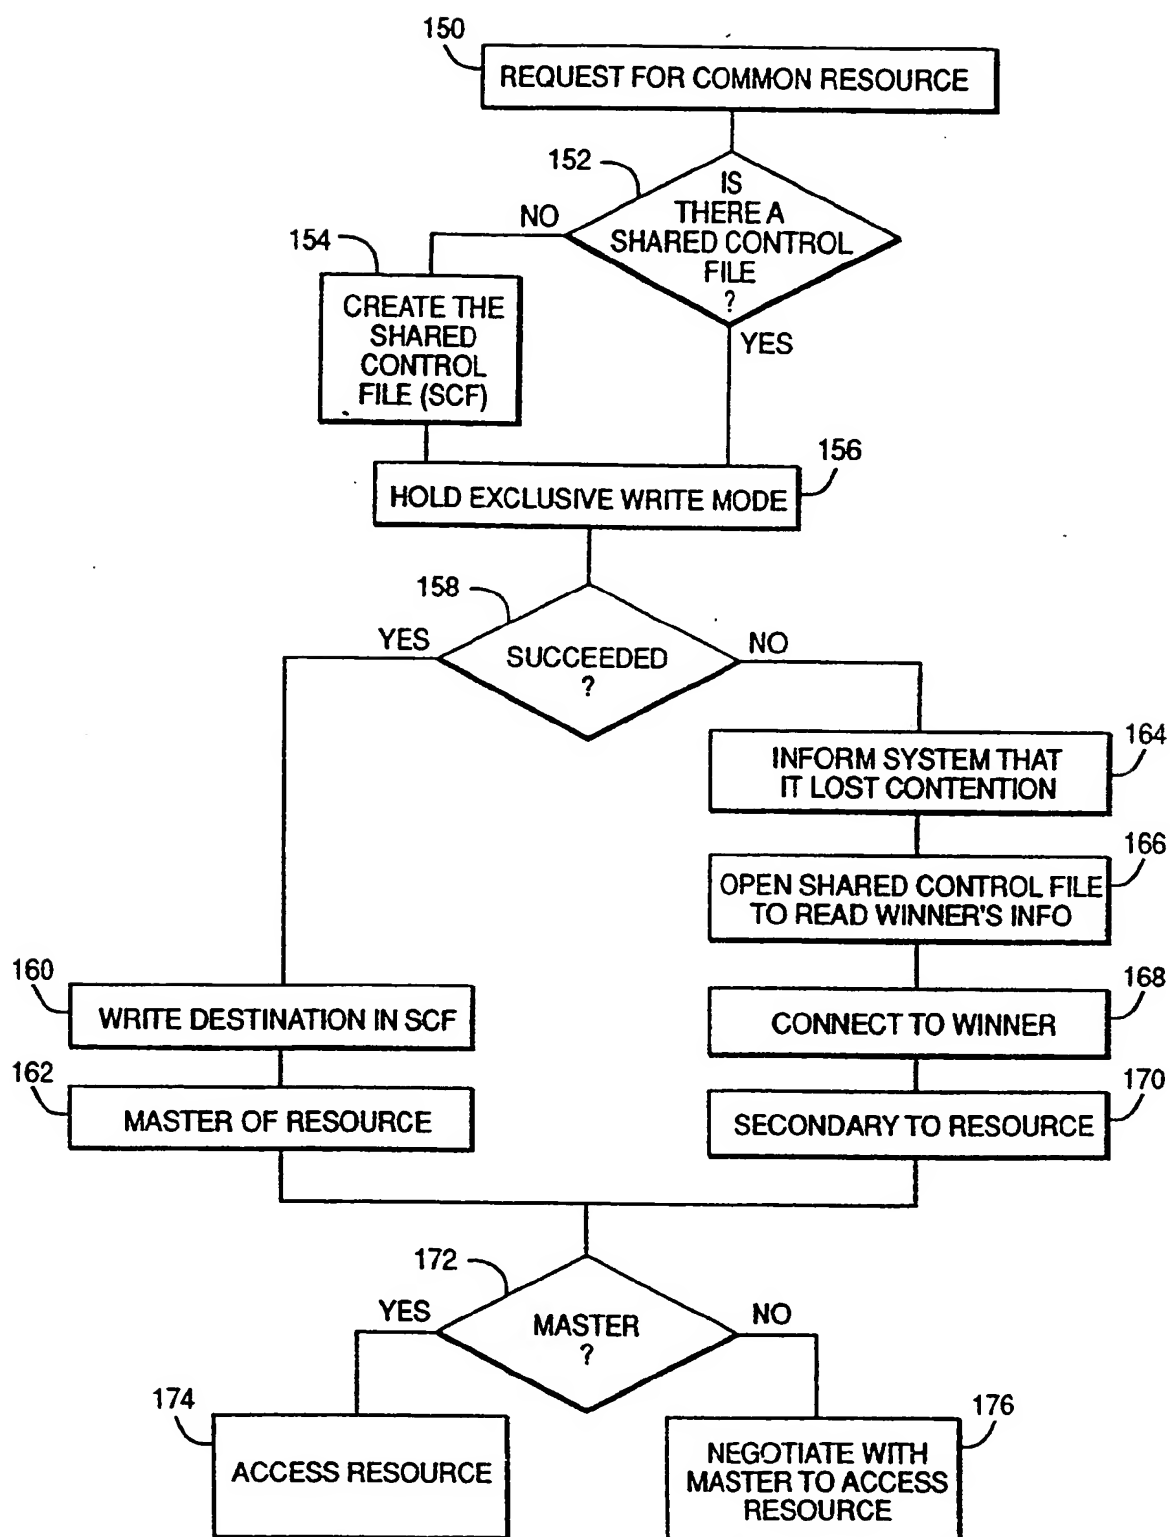 150
REQUEST FOR COMMON RESOURCE
152
IS
THERE A
SHARED CONTROL
FILE
?
NO
YES
154
CREATE THE
SHARED
CONTROL
FILE (SCF)
156
HOLD EXCLUSIVE WRITE MODE
158
YES
SUCCEEDED
?
NO
164
INFORM SYSTEM THAT
IT LOST CONTENTION
166
OPEN SHARED CONTROL FILE
TO READ WINNER'S INFO
160
WRITE DESTINATION IN SCF
168
CONNECT TO WINNER
162
MASTER OF RESOURCE
170
SECONDARY TO RESOURCE
172
YES
MASTER
?
NO
174
ACCESS RESOURCE
176
NEGOTIATE WITH
MASTER TO ACCESS
RESOURCE